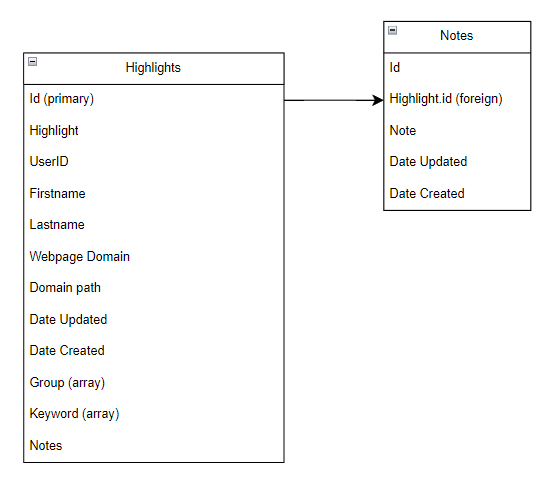 Highlights
Id (primary)
Highlight
UserID
Firstname
Lastname
Webpage Domain
Domain path
Date Updated
Date Created
Group (array)
Keyword (array)
Notes
Notes
Id
Highlight.id (foreign)
Note
Date Updated
Date Created